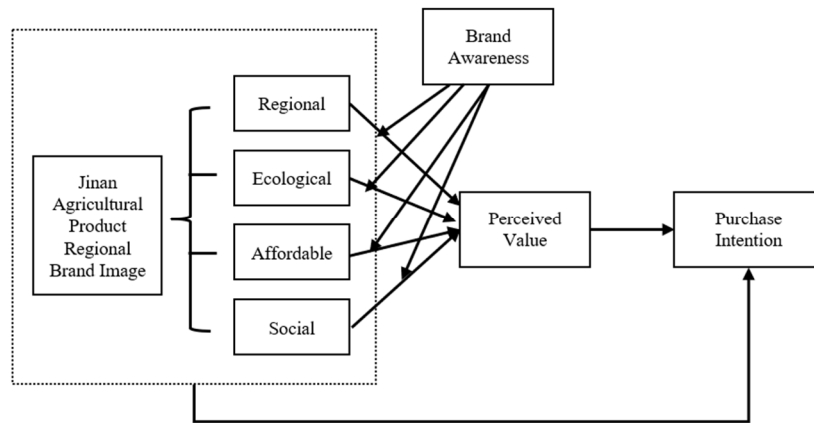 Brand
Awareness
Regional
Ecological
Affordable
Social
Jinan
Agricultural
Product
Regional
Brand Image
Perceived
Value
Purchase
Intention